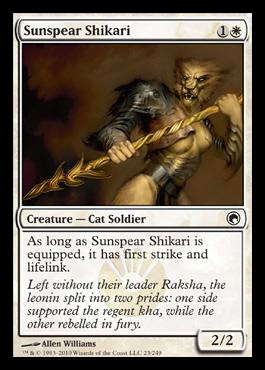 Sunspear Shikari 1
Creature — Cat Soldier
As long as Sunspear Shikari is
equipped, it has first strike and
lifelink.
Left without their leader Raksha, the
leonin split into two prides: one side
supported the regent kha, while the
other rebelled in fury.
2/2
Allen Williams
™ & © 1993–2010 Wizards of the Coast LLC 23/249